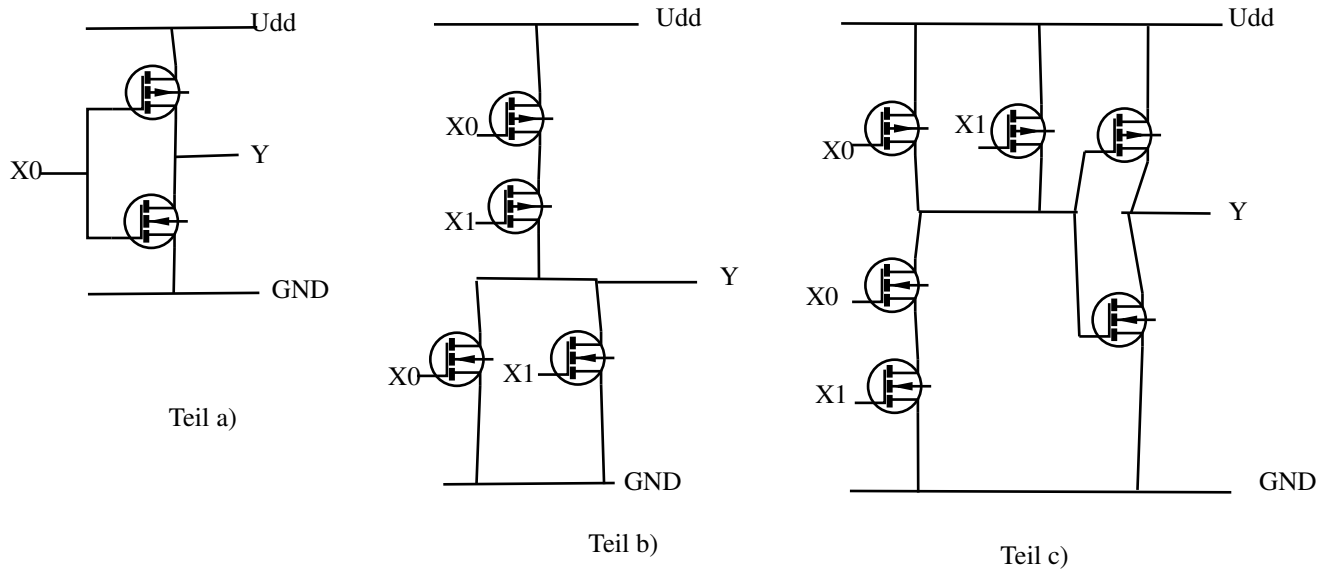 Udd
X0
Y
GND
Teil a)
Udd
X0
X1
Y
X0
X1
GND
Teil b)
Udd
X0
X1
Y
X0
X1
GND
Teil c)